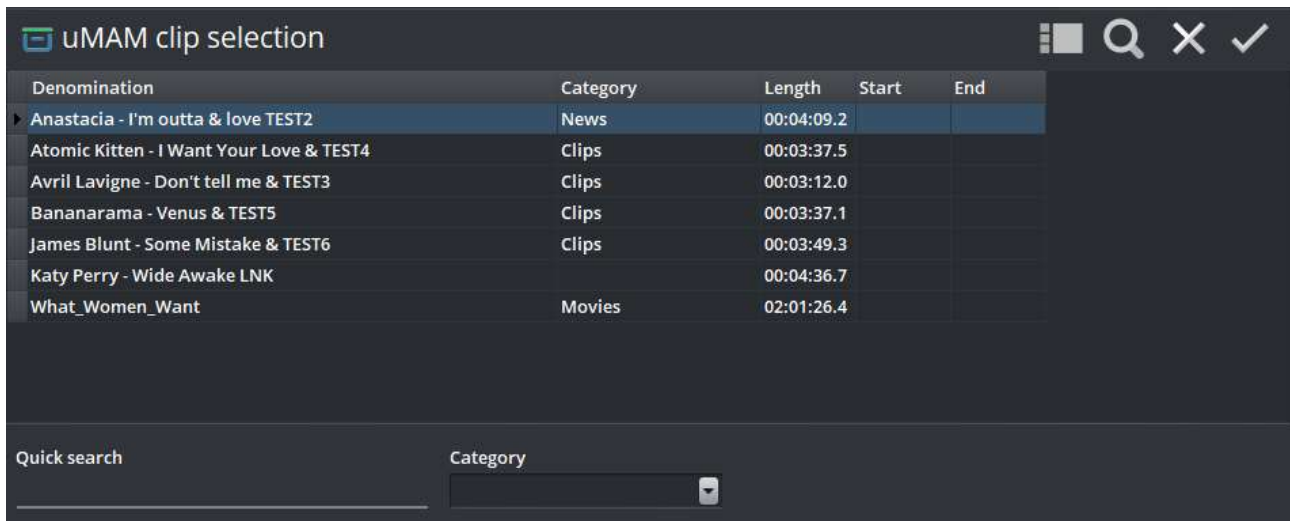 uMAM clip selection
Denomination Category Length Start End
Anastacia - I'm outta & love TEST2 News 00:04:09.2
Atomic Kitten - I Want Your Love & TEST4 Clips 00:03:37.5
Avril Lavigne - Don't tell me & TEST3 Clips 00:03:12.0
Bananarama - Venus & TEST5 Clips 00:03:37.1
James Blunt - Some Mistake & TEST6 Clips 00:03:49.3
Katy Perry - Wide Awake LNK 00:04:36.7
What_Women_Want Movies 02:01:26.4
Quick search Category